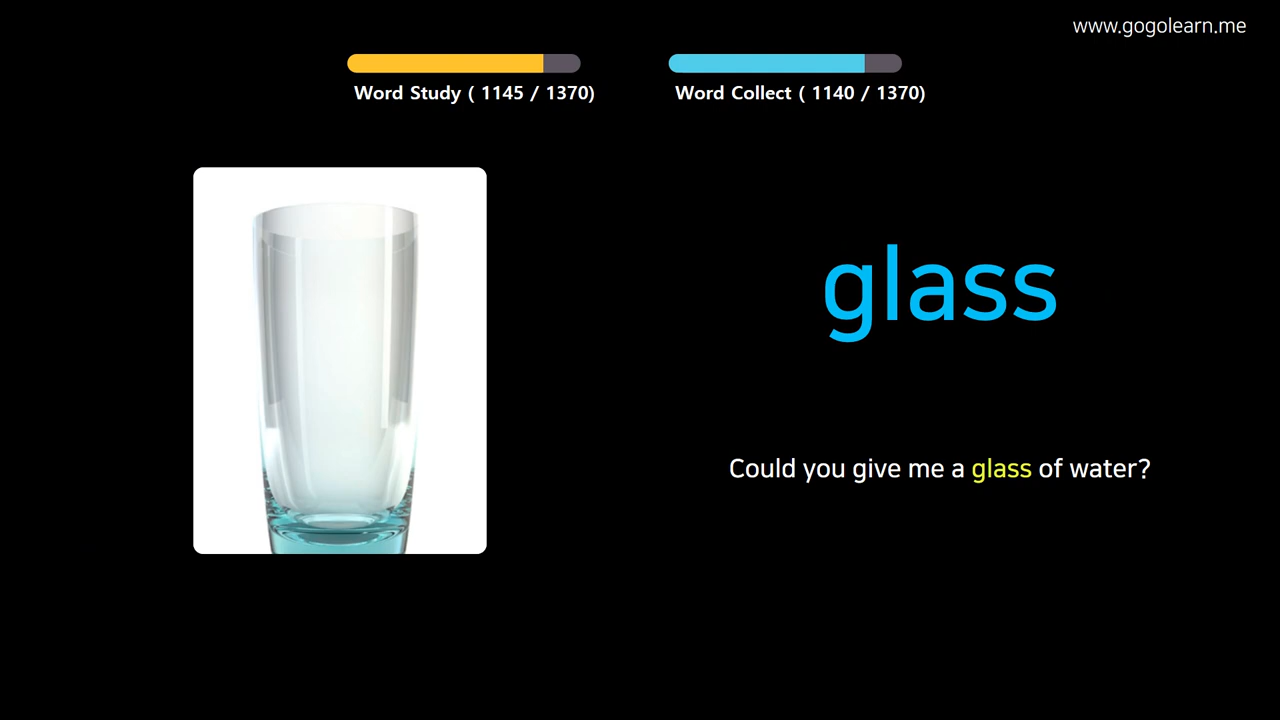 www.gogolearn.me
Word Study ( 1145 / 1370)
Word Collect ( 1140 / 1370)
glass
Could you give me a glass of water?